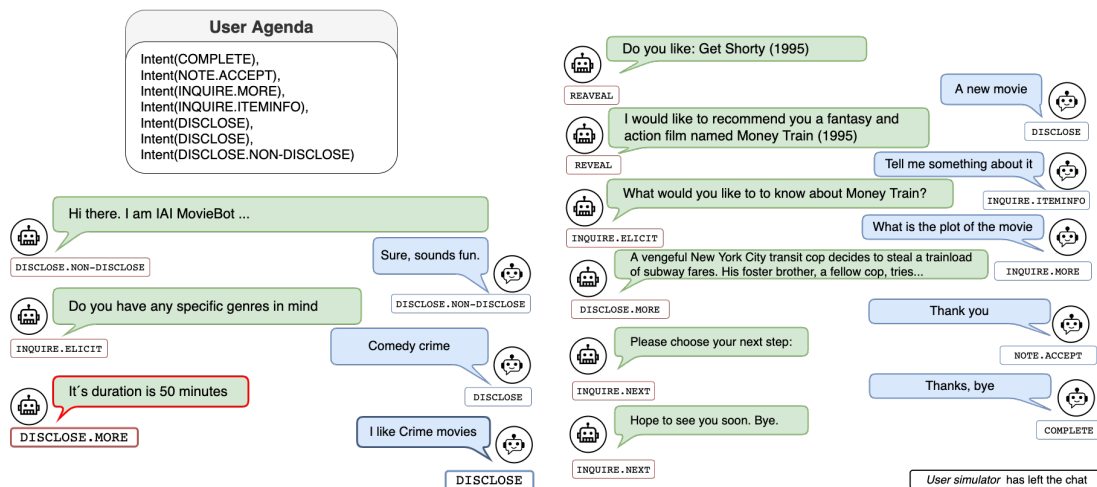 User Agenda
Intent(COMPLETE),
Intent(NOTE.ACCEPT),
Intent(INQUIRE.MORE),
Intent(INQUIRE.ITEMINFO),
Intent(DISCLOSE),
Intent(DISCLOSE),
Intent(DISCLOSE.NON-DISCLOSE)
Hi there. I am IAI MovieBot ...
DISCLOSE.NON-DISCLOSE
Sure, sounds fun.
DISCLOSE.NON-DISCLOSE
Do you have any specific genres in mind
INQUIRE.ELICIT
Comedy crime
DISCLOSE
It´s duration is 50 minutes
DISCLOSE.MORE
I like Crime movies
DISCLOSE
Do you like: Get Shorty (1995)
REAVEAL
A new movie
DISCLOSE
I would like to recommend you a fantasy and
action film named Money Train (1995)
REVEAL
Tell me something about it
INQUIRE.ITEMINFO
What would you like to to know about Money Train?
INQUIRE.ELICIT
What is the plot of the movie
INQUIRE.MORE
A vengeful New York City transit cop decides to steal a trainload
of subway fares. His foster brother, a fellow cop, tries...
DISCLOSE.MORE
Thank you
NOTE.ACCEPT
Please choose your next step:
INQUIRE.NEXT
Thanks, bye
COMPLETE
Hope to see you soon. Bye.
INQUIRE.NEXT
User simulator has left the chat